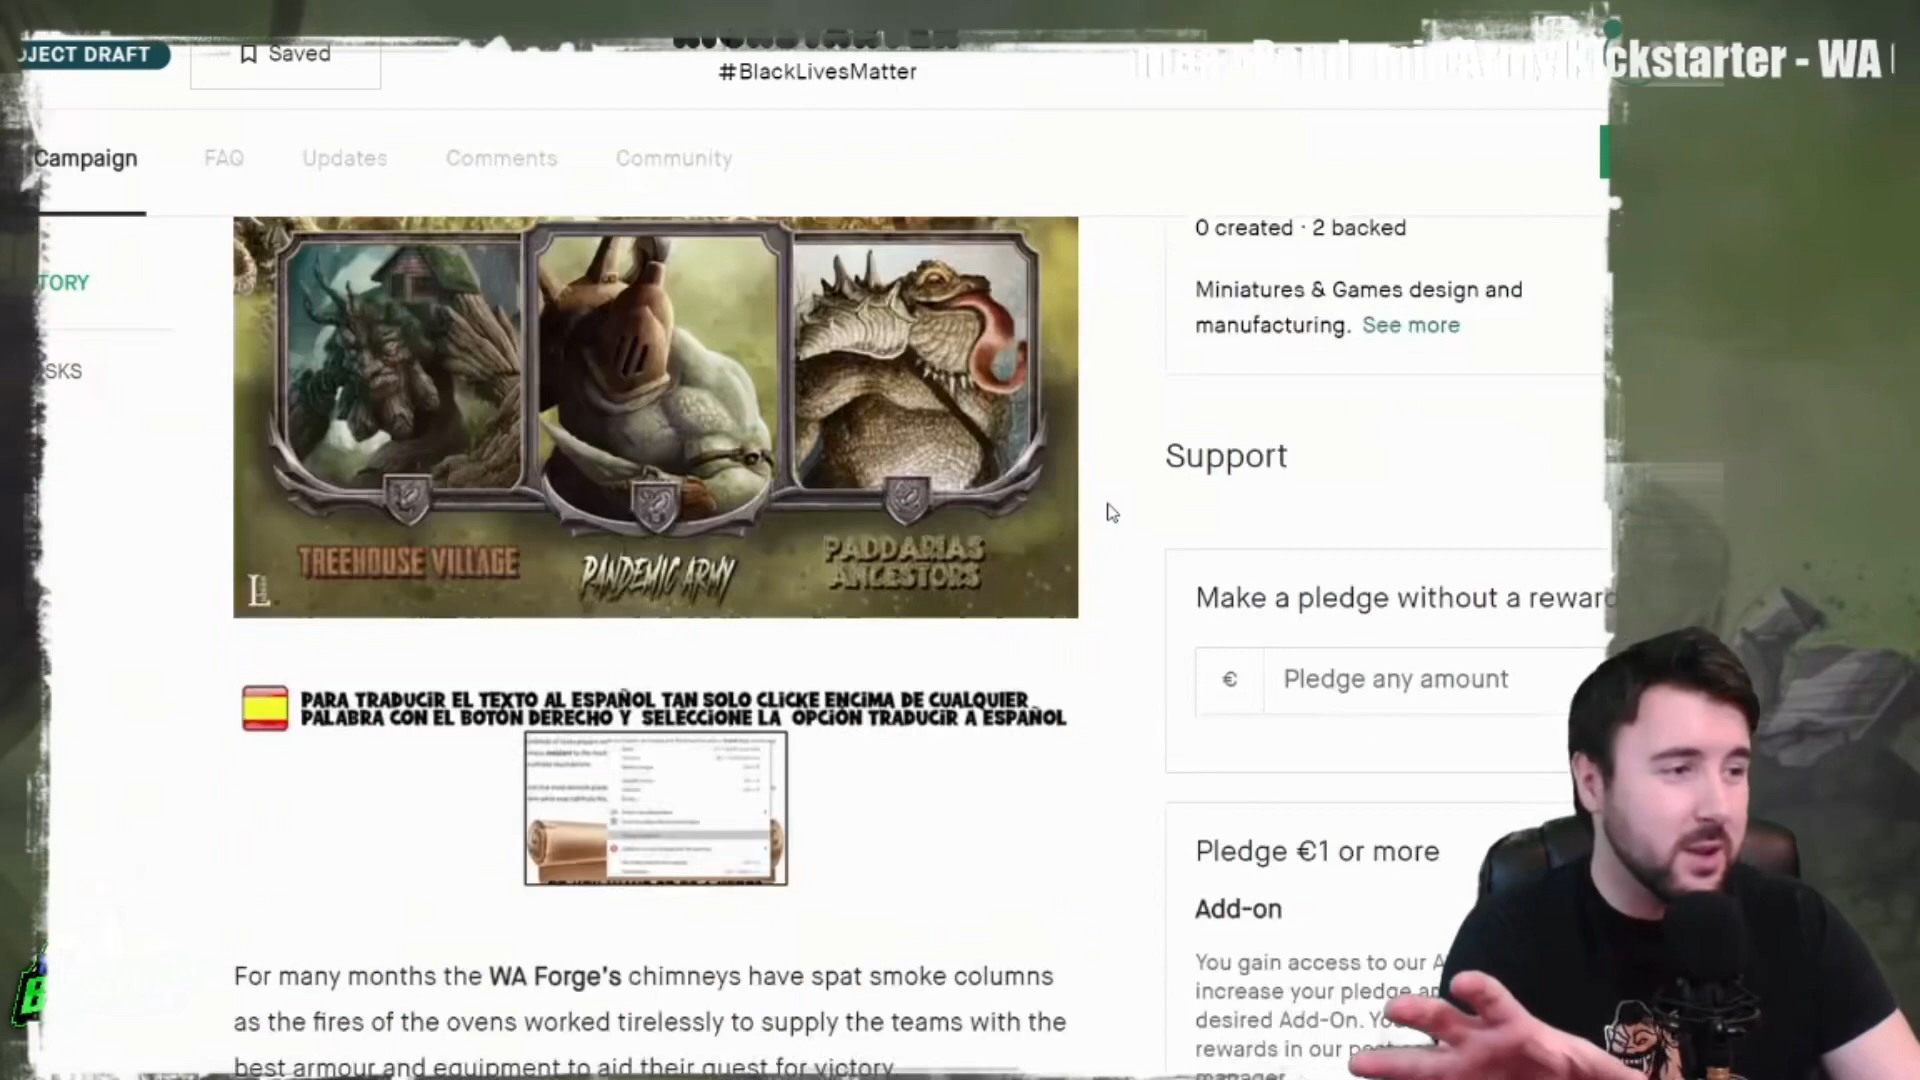 OJECT DRAFT
Saved
KICKSTARTER
#BlackLivesMatter
Kickstarter - WA
Campaign
FAQ
Updates
Comments
Community
TORY
SKS
TREEHOUSE VILLAGE
PANDEMIC ARMY
PADDARIAS
ANCESTORS
0 created · 2 backed
Miniatures & Games design and
manufacturing. See more
Support
Make a pledge without a reward
€
Pledge any amount
PARA TRADUCIR EL TEXTO AL ESPAÑOL TAN SOLO CLICKE ENCIMA DE CUALQUIER
PALABRA CON EL BOTÓN DERECHO Y SELECCIONE LA OPCIÓN TRADUCIR A ESPAÑOL
Pledge €1 or more
Add-on
You gain access to our A
increase your pledge an
desired Add-On. Yo
rewards in our p
manager
For many months the WA Forge's chimneys have spat smoke columns
as the fires of the ovens worked tirelessly to supply the teams with the
best armour and equipment to aid their quest for victory.